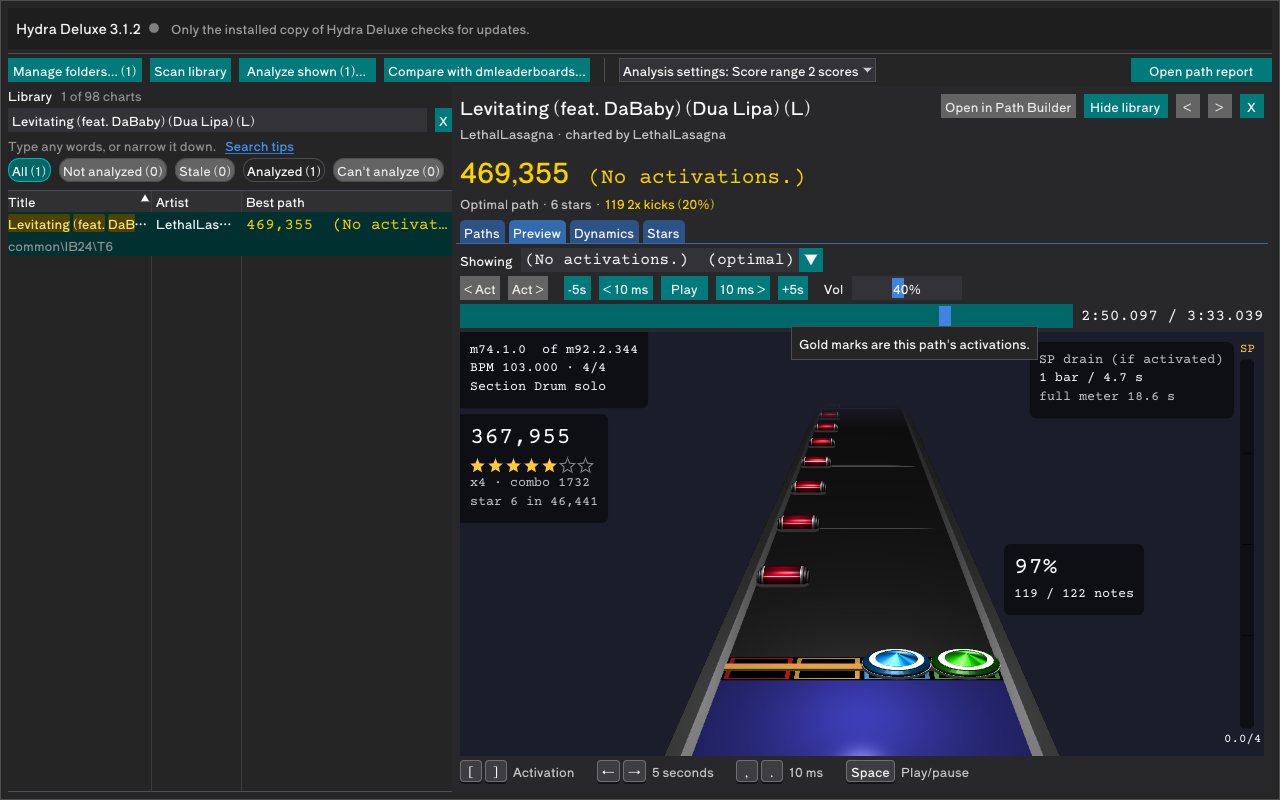 Hydra Deluxe 3.1.2 Only the installed copy of Hydra Deluxe checks for updates.
Manage folders... (1) Scan library Analyze shown (1)... Compare with dmleaderboards... Analysis settings: Score range 2 scores Open path report
Library 1 of 98 charts
Levitating (feat. DaBaby) (Dua Lipa) (L) X
Type any words, or narrow it down. Search tips
All (1) Not analyzed (0) Stale (0) Analyzed (1) Can't analyze (0)
Title Artist Best path
Levitating (feat. DaB... LethalLas... 469,355 (No activat...
common\IB24\T6
Levitating (feat. DaBaby) (Dua Lipa) (L) Open in Path Builder Hide library < > X
LethalLasagna · charted by LethalLasagna
469,355 (No activations.)
Optimal path · 6 stars · 119 2x kicks (20%)
Paths Preview Dynamics Stars
Showing (No activations.) (optimal)
< Act Act > -5s < 10 ms Play 10 ms > +5s Vol 40%
2:50.097 / 3:33.039
Gold marks are this path's activations.
m74.1.0 of m92.2.344
BPM 103.000 · 4/4
Section Drum solo
SP drain (if activated)
1 bar / 4.7 s
full meter 18.6 s
SP
367,955
x4 · combo 1732
star 6 in 46,441
97%
119 / 122 notes
0.0/4
[ ] Activation ← → 5 seconds , . 10 ms Space Play/pause